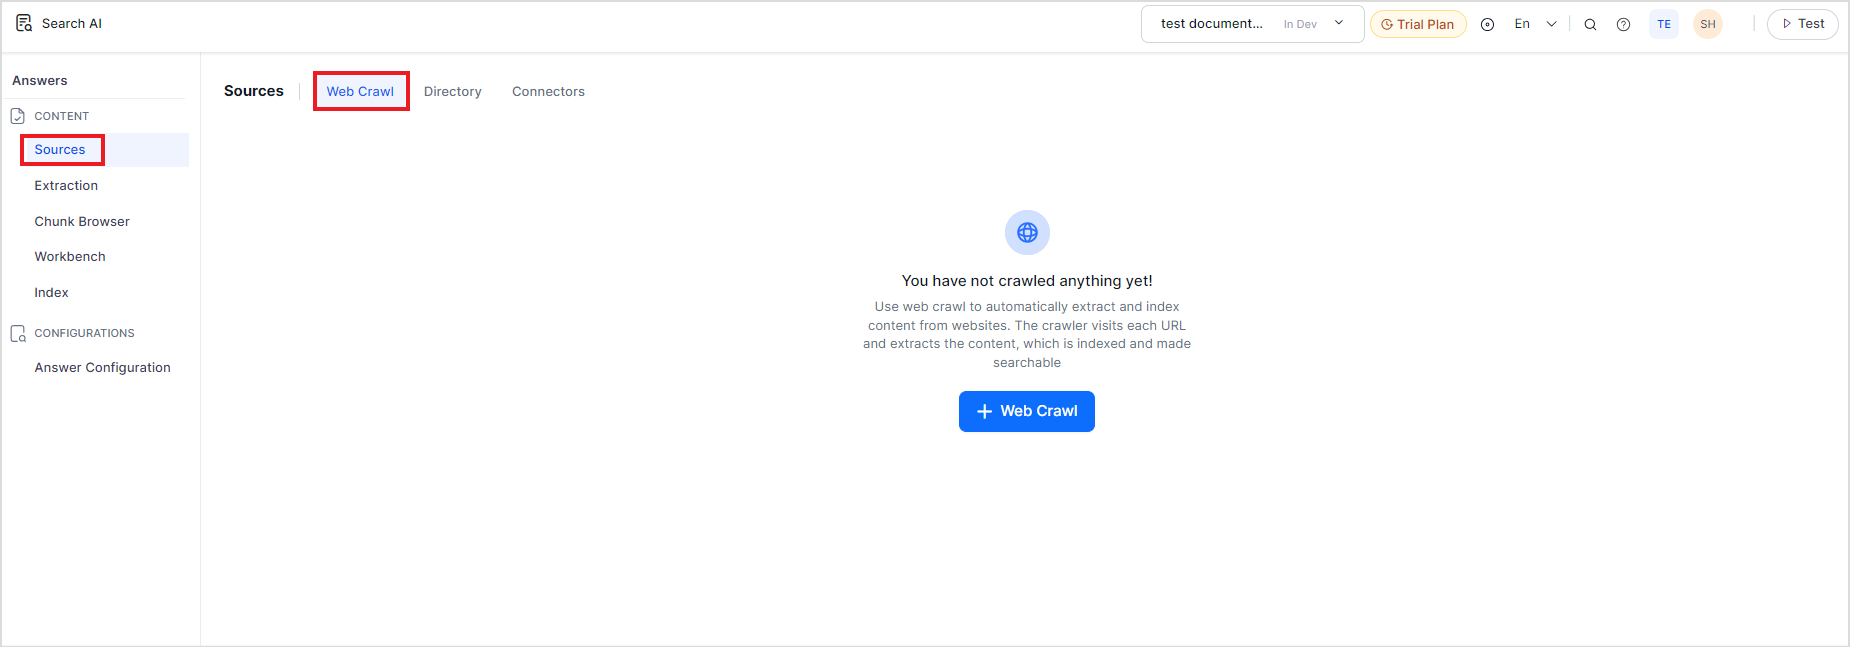 Search AI
test document...
In Dev
Trial Plan
En
TE
SH
Test
Answers
CONTENT
Sources
Extraction
Chunk Browser
Workbench
Index
CONFIGURATIONS
Answer Configuration
Sources
Web Crawl
Directory
Connectors
You have not crawled anything yet!
Use web crawl to automatically extract and index
content from websites. The crawler visits each URL
and extracts the content, which is indexed and made
searchable
Web Crawl